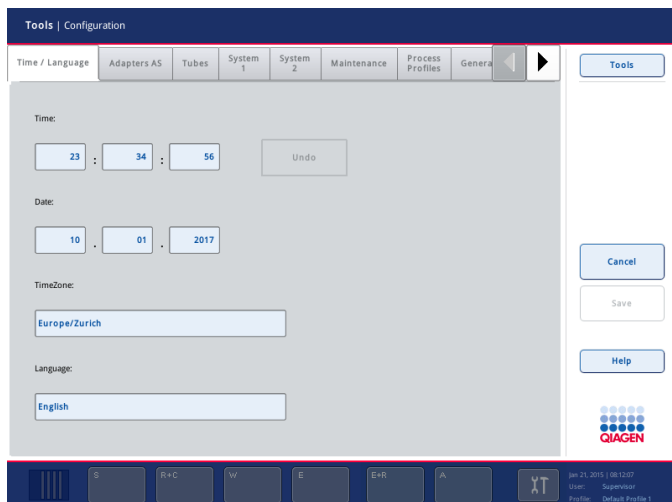 Tools | Configuration
Time / Language
Adapters AS
Tubes
System 1
System 2
Maintenance
Process Profiles
Genera
Tools
Time:
23 : 34 : 56
Undo
Date:
10 . 01 . 2017
TimeZone:
Europe/Zurich
Language:
English
Cancel
Save
Help
QIAGEN
S
R+C
W
E
E+R
A
Jan 21, 2015 | 08:12:07
User: Supervisor
Profile: Default Profile 1